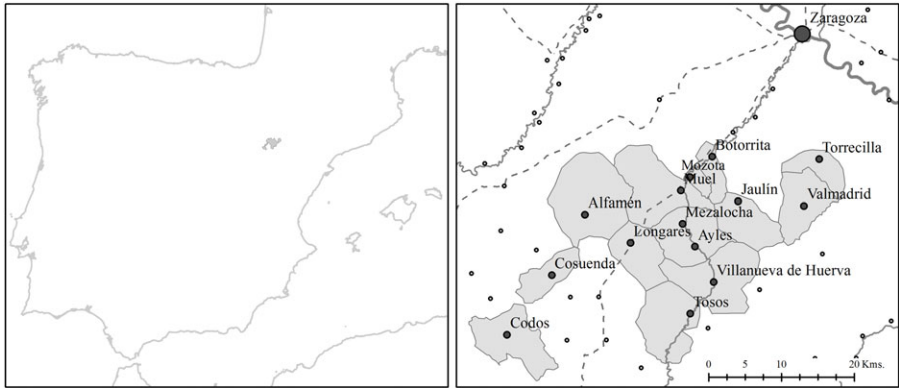 Zaragoza
Botorrita
Torrecilla
Mozota
Muel
Jaulín
Valmadrid
Alfamén
Mezalocha
Longares
Ayles
Cosuenda
Villanueva de Huerva
Tosos
Codos
0 5 10 20 Kms.